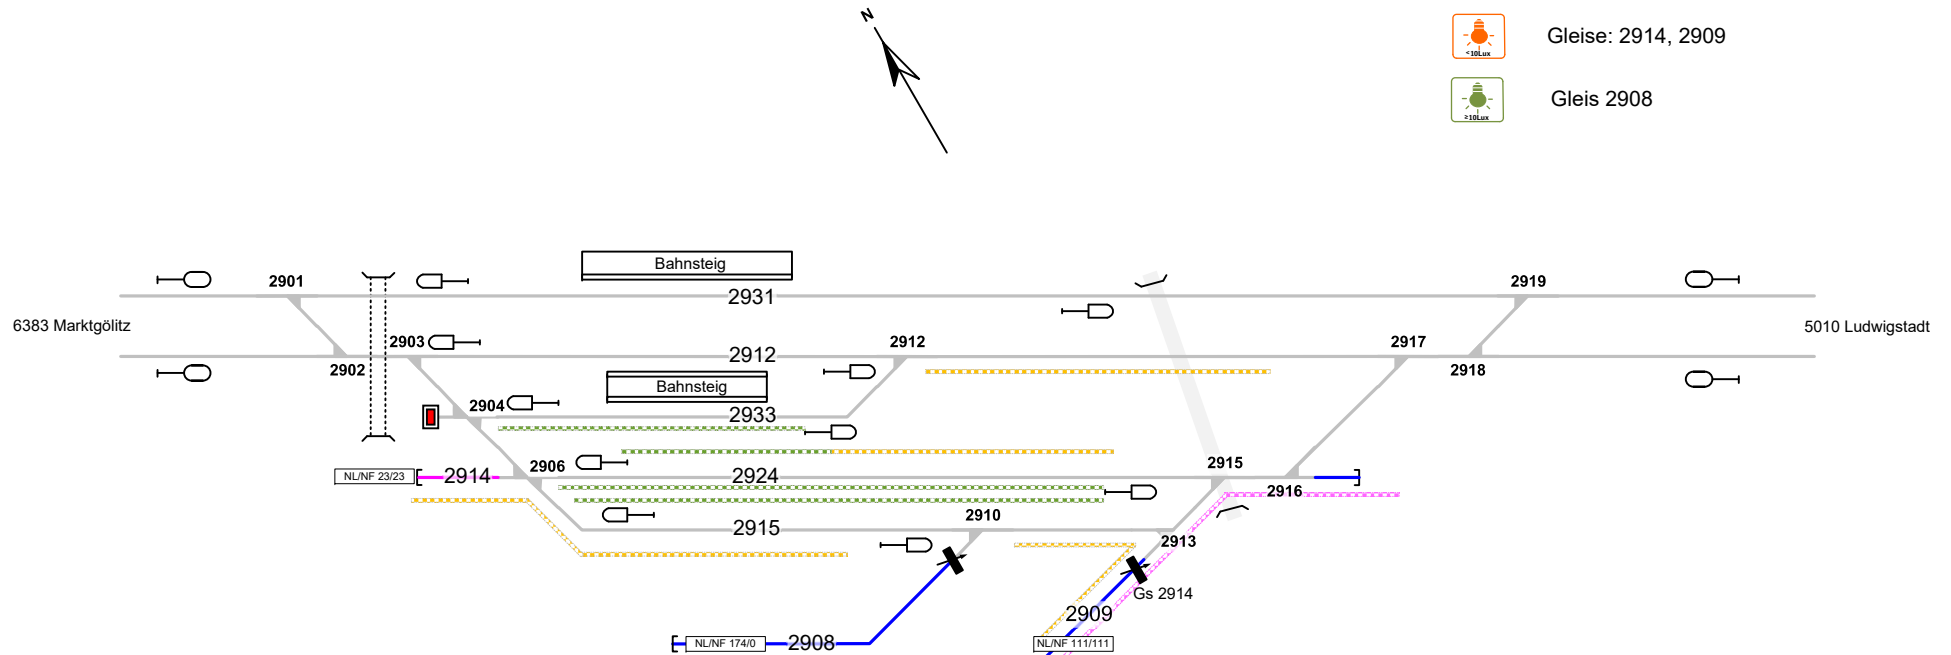 N
<10Lux
Gleise: 2914, 2909
≥10Lux
Gleis 2908
Bahnsteig
2901
2919
2931
6383 Marktgölitz
5010 Ludwigstadt
2903
2912
2912
2917
2902
2918
Bahnsteig
2904
2933
2906
2915
NL/NF 23/23
2914
2924
2916
2910
2915
2913
Gs 2914
2909
NL/NF 174/0
2908
NL/NF 111/111